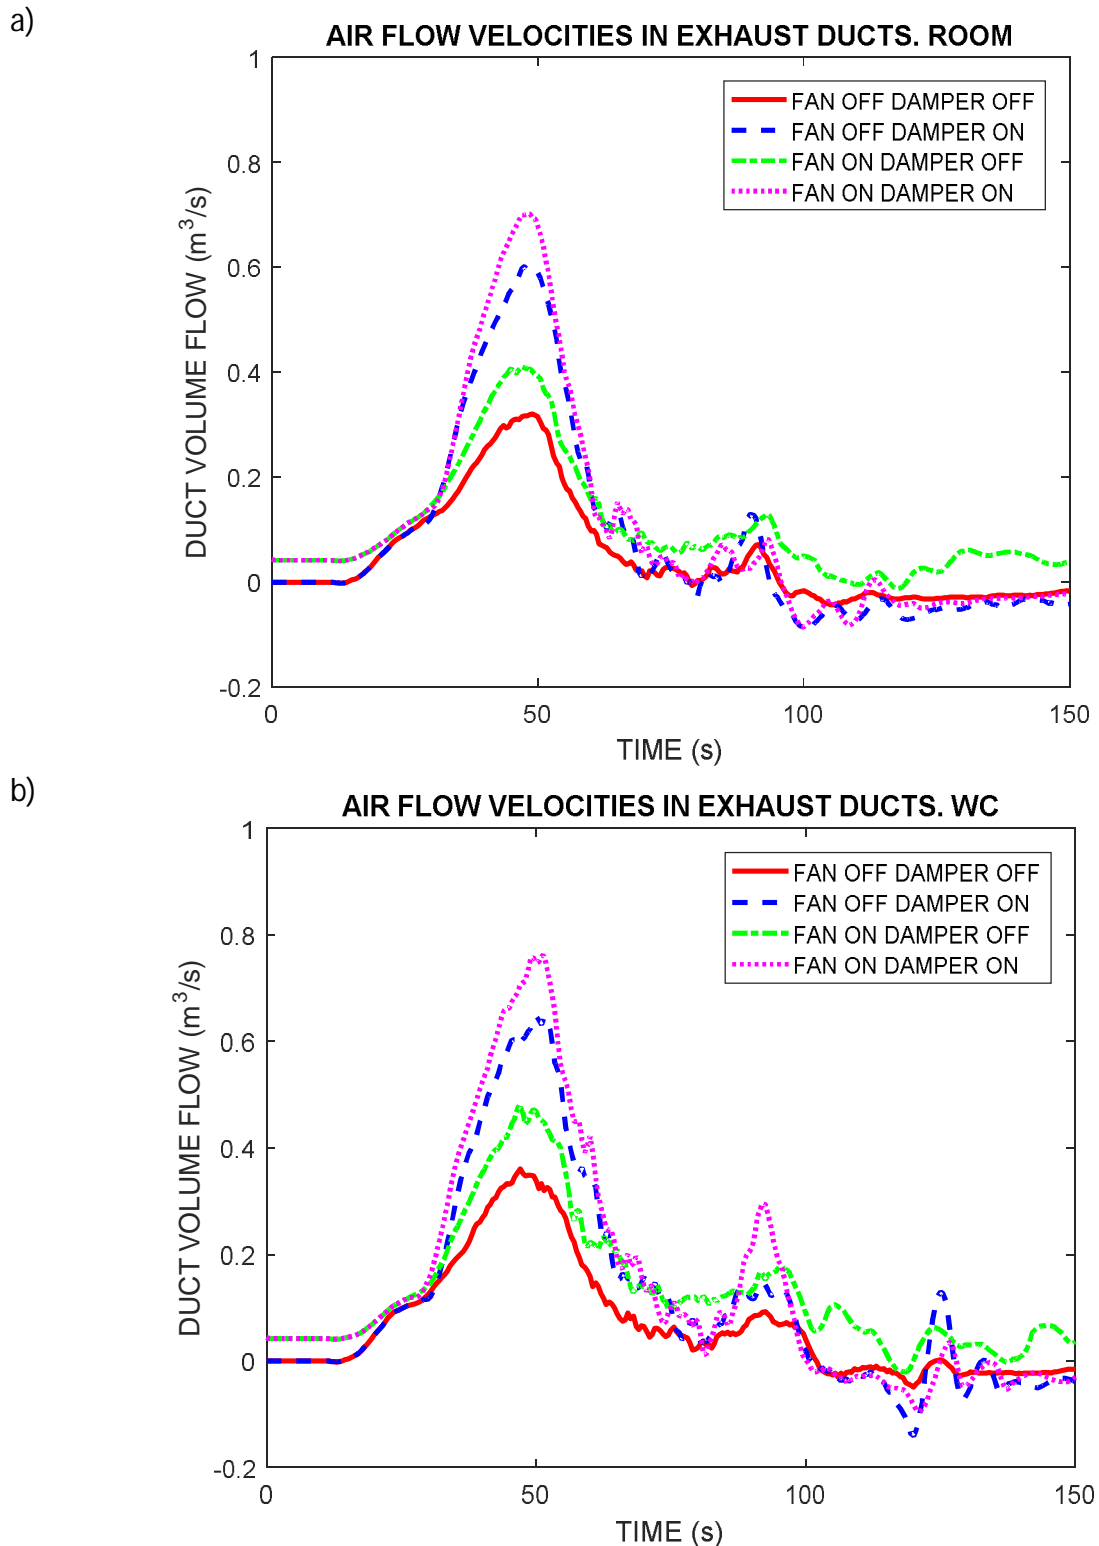 a)
AIR FLOW VELOCITIES IN EXHAUST DUCTS. ROOM
DUCT VOLUME FLOW (m³/s)
1
0.8
0.6
0.4
0.2
0
-0.2
FAN OFF DAMPER OFF
FAN OFF DAMPER ON
FAN ON DAMPER OFF
FAN ON DAMPER ON
0 50 100 150
TIME (s)
b)
AIR FLOW VELOCITIES IN EXHAUST DUCTS. WC
DUCT VOLUME FLOW (m³/s)
1
0.8
0.6
0.4
0.2
0
-0.2
FAN OFF DAMPER OFF
FAN OFF DAMPER ON
FAN ON DAMPER OFF
FAN ON DAMPER ON
0 50 100 150
TIME (s)